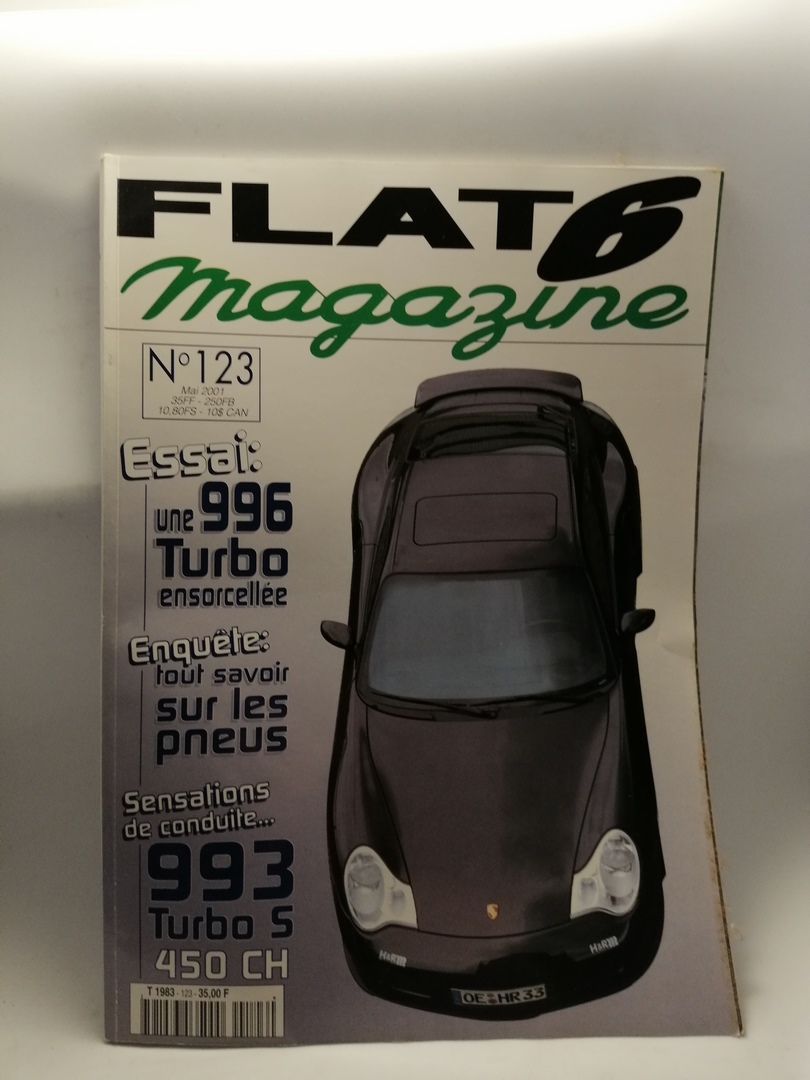 FLAT6
magazine
N°123
Mai 2001
35FF - 250FB
10,80FS - 10$ CAN
Essai:
une 996
Turbo
ensorcellée
Enquête:
tout savoir
sur les
pneus
Sensations
de conduite...
993
Turbo S
450 CH
T 1983 - 123 - 35,00 F
H&R
H&R
OE HR 33